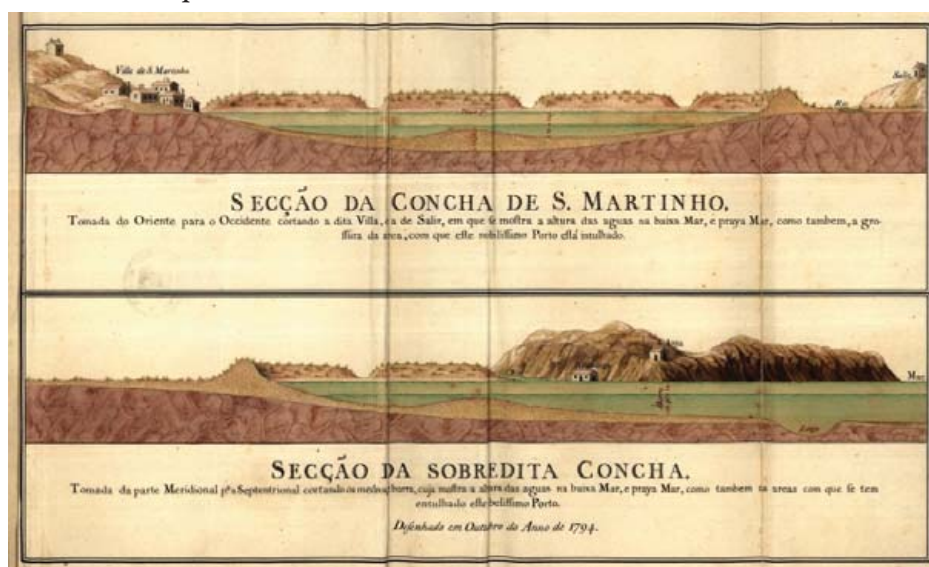 Villa de S. Martinho
Salir
SECÇÃO DA CONCHA DE S. MARTINHO.
Tomada do Oriente para o Occidente cortando a dita Villa, e a de Salir, em que se mostra a altura das aguas na baixa Mar, e praya Mar, como tambem, a gro-
ssura da area, com que este nobilissimo Porto está intulhado.
Mar
SECÇÃO DA SOBREDITA CONCHA.
Tomada da parte Meridional pª a Septentrional cortando os medos, e barra, cuja mostra a altura das aguas na baixa Mar, e praya Mar, como tambem as areas com que se tem
entulhado este belissimo Porto.
Desenhado em Outubro do Anno de 1794.